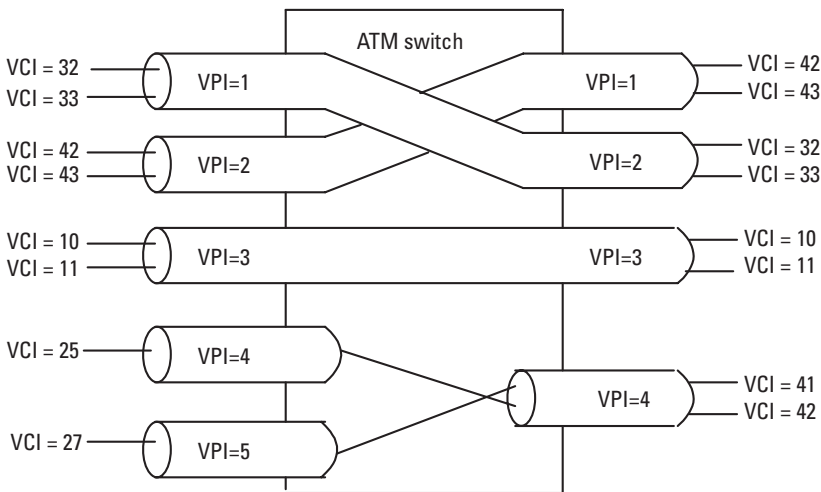 ATM switch
VCI = 32
VCI = 33
VPI=1
VPI=1
VCI = 42
VCI = 43
VCI = 42
VCI = 43
VPI=2
VPI=2
VCI = 32
VCI = 33
VCI = 10
VCI = 11
VPI=3
VPI=3
VCI = 10
VCI = 11
VCI = 25
VPI=4
VCI = 27
VPI=5
VPI=4
VCI = 41
VCI = 42